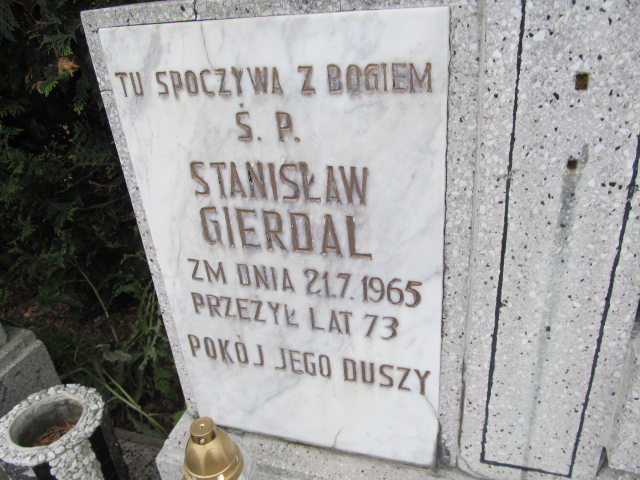 TU SPOCZYWA Z BOGIEM
Ś. P.
STANISŁAW
GIERDAL
ZM DNIA 21.7.1965
PRZEŻYŁ LAT 73
POKÓJ JEGO DUSZY